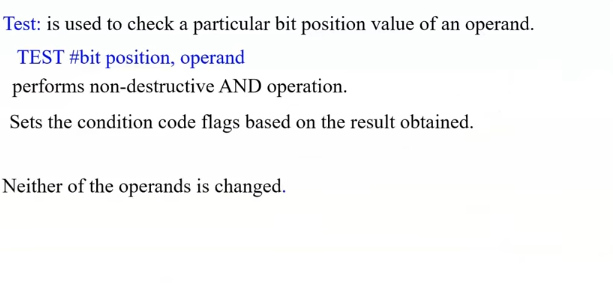 Test: is used to check a particular bit position value of an operand.
TEST #bit position, operand
performs non-destructive AND operation.
Sets the condition code flags based on the result obtained.
Neither of the operands is changed.